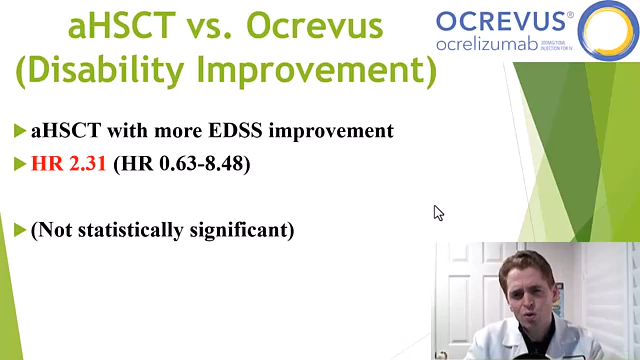 aHSCT vs. Ocrevus
(Disability Improvement)
OCREVUS®
ocrelizumab
aHSCT with more EDSS improvement
HR 2.31 (HR 0.63-8.48)
(Not statistically significant)